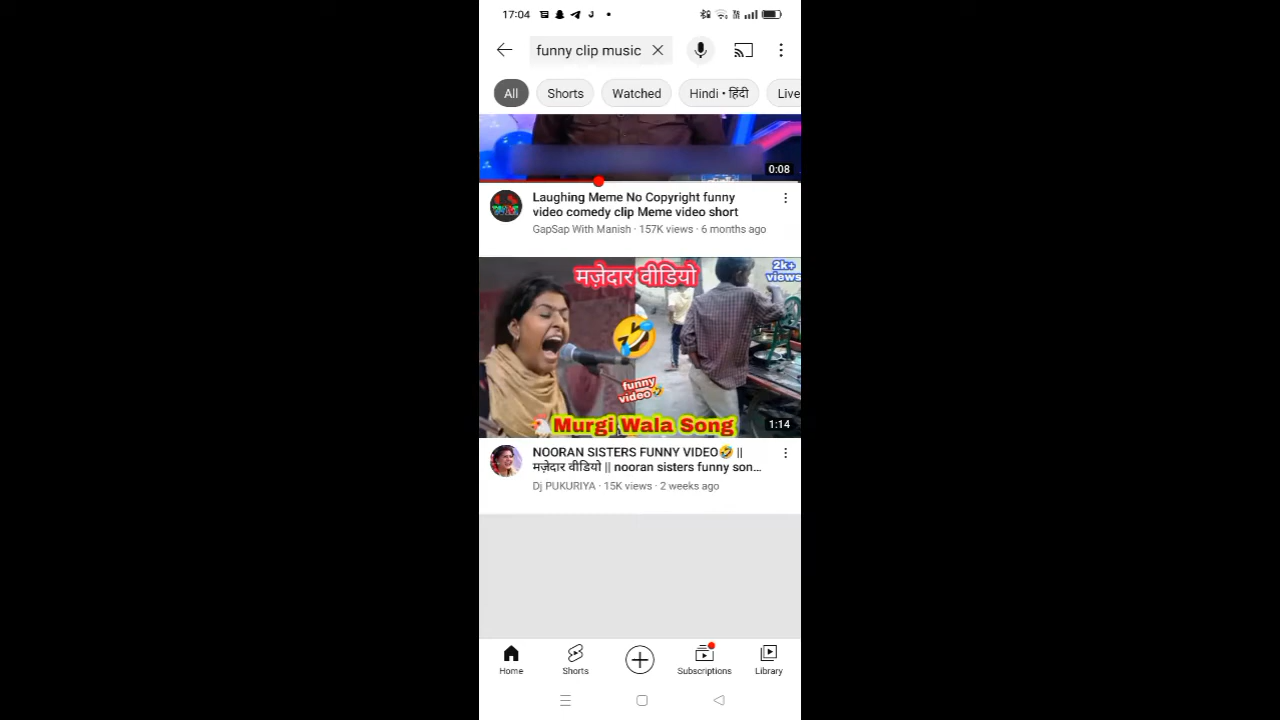 17:04
funny clip music
All
Shorts
Watched
Hindi • हिंदी
Live
0:08
Laughing Meme No Copyright funny
video comedy clip Meme video short
GapSap With Manish · 157K views · 6 months ago
मज़ेदार वीडियो
2k+
views
funny
video
Murgi Wala Song
1:14
NOORAN SISTERS FUNNY VIDEO🤣 ||
मज़ेदार वीडियो || nooran sisters funny son...
Dj PUKURIYA · 15K views · 2 weeks ago
Home
Shorts
Subscriptions
Library